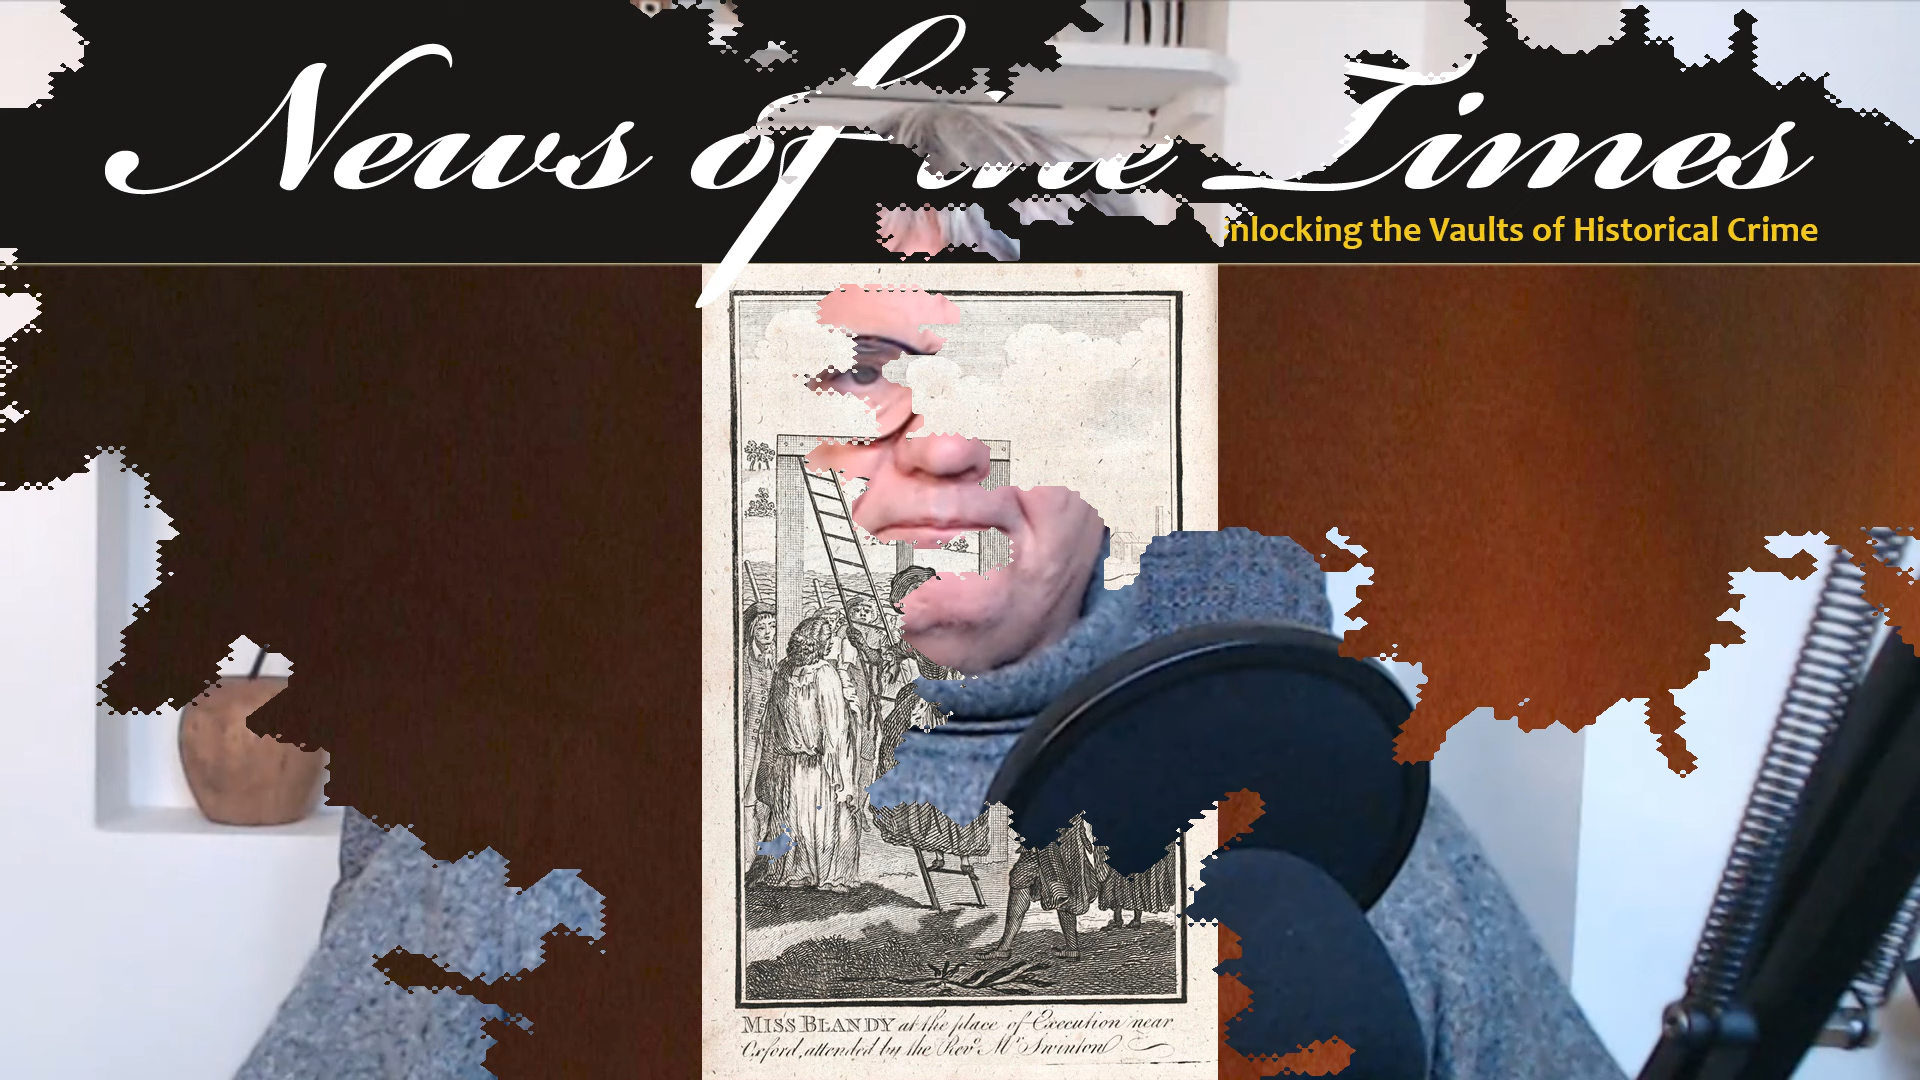 News of the Times
nlocking the Vaults of Historical Crime
MISS BLANDY at the place of Execution near
Oxford, attended by the Revd. Mr. Swinton